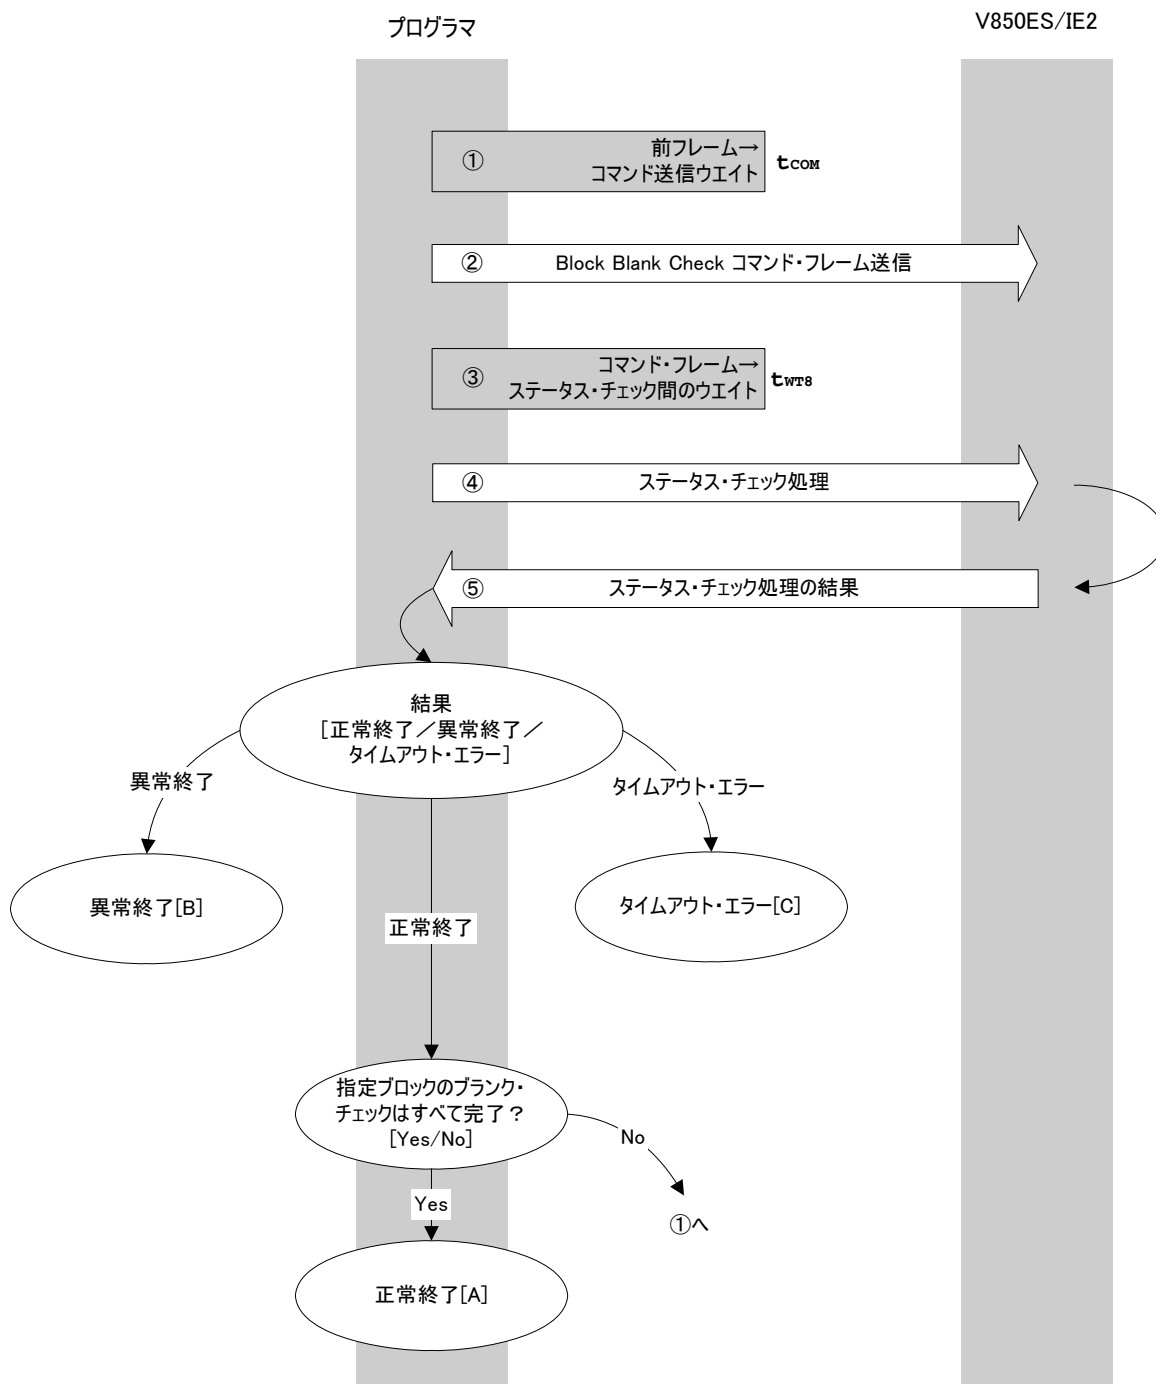 プログラマ
V850ES/IE2
① 前フレーム→
コマンド送信ウエイト
tCOM
② Block Blank Check コマンド・フレーム送信
③ コマンド・フレーム→
ステータス・チェック間のウエイト
tWT8
④ ステータス・チェック処理
⑤ ステータス・チェック処理の結果
結果
[正常終了／異常終了／
タイムアウト・エラー]
異常終了
タイムアウト・エラー
異常終了[B]
タイムアウト・エラー[C]
正常終了
指定ブロックのブランク・
チェックはすべて完了？
[Yes/No]
No
Yes
①へ
正常終了[A]